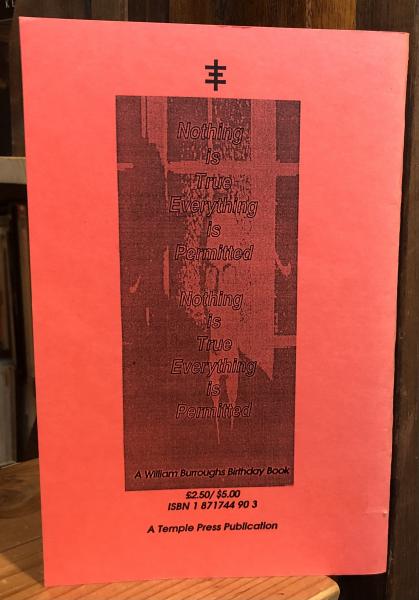 Nothing
is
True
Everything
is
Permitted
Nothing
is
True
Everything
is
Permitted
A William Burroughs Birthday Book
£2.50/ $5.00
ISBN 1 871744 90 3
A Temple Press Publication